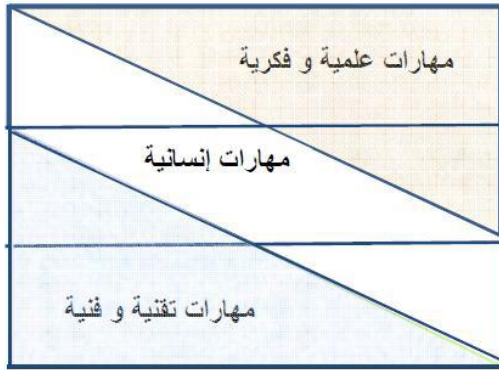 مهارات علمية و فكرية
مهارات إنسانية
مهارات تقنية و فنية